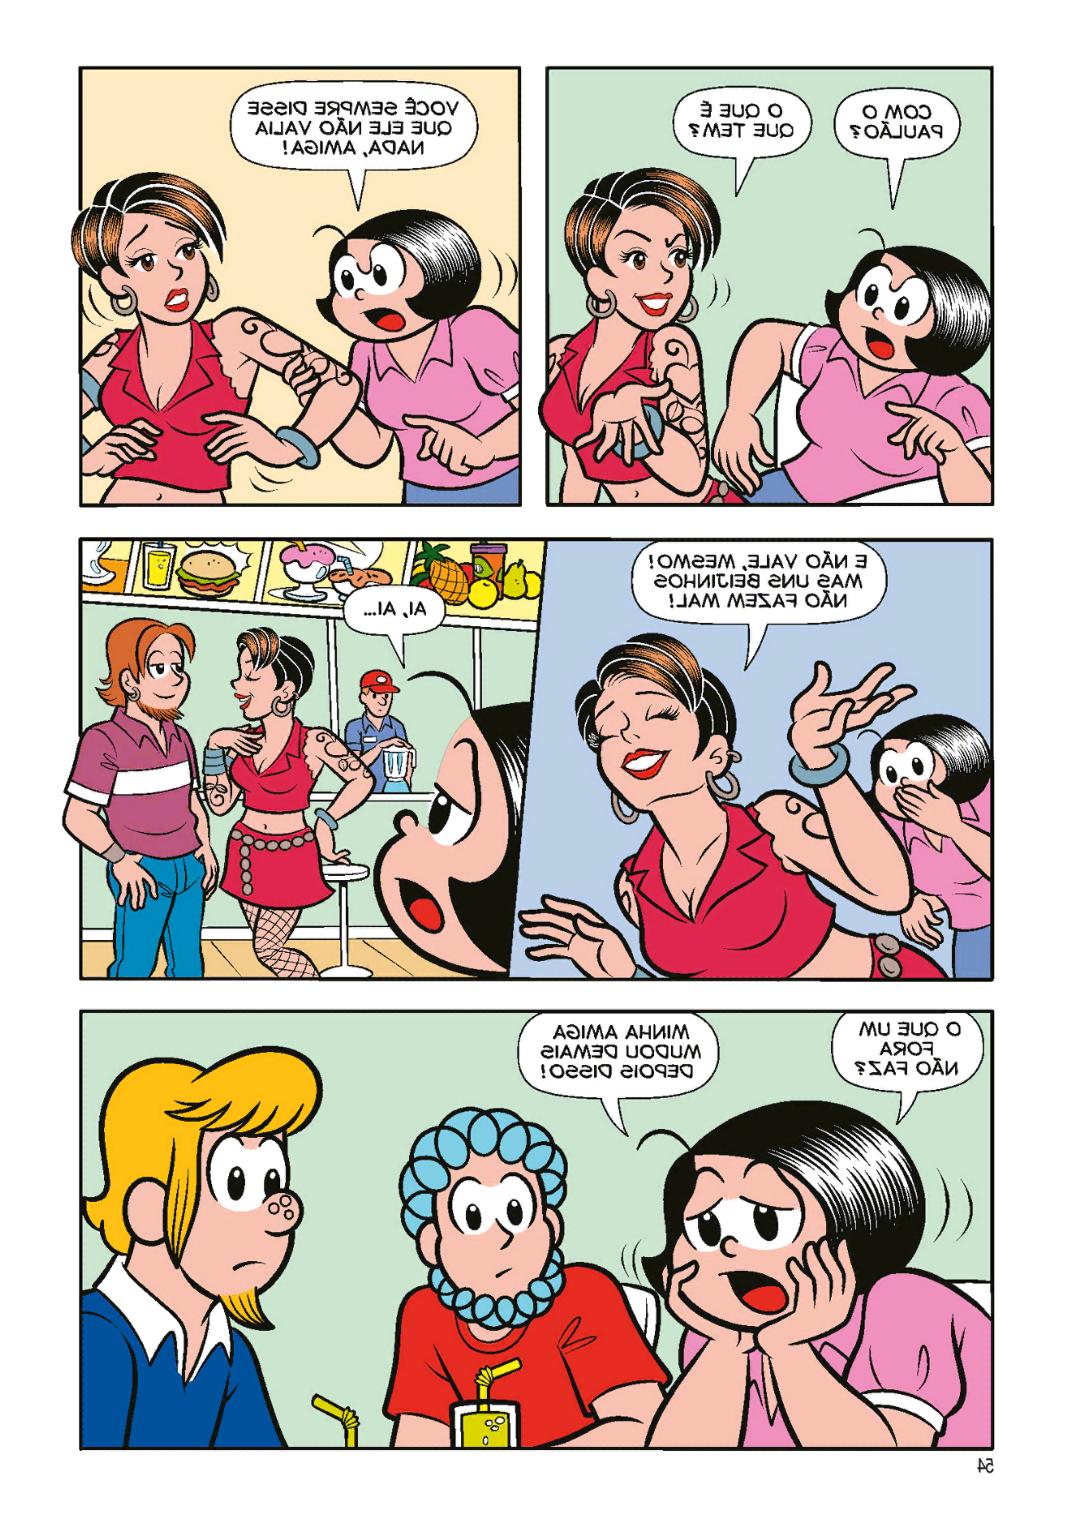 COM O
PAULÃO?
O QUE É
QUE TEM?
VOCÊ SEMPRE DISSE
QUE ELE NÃO VALIA
NADA, AMIGA!
E NÃO VALE, MESMO!
MAS UNS BEIJINHOS
NÃO FAZEM MAL!
AI, AI...
O QUE UM
FORA
NÃO FAZ?
MINHA AMIGA
MUDOU DEMAIS
DEPOIS DISSO!
54